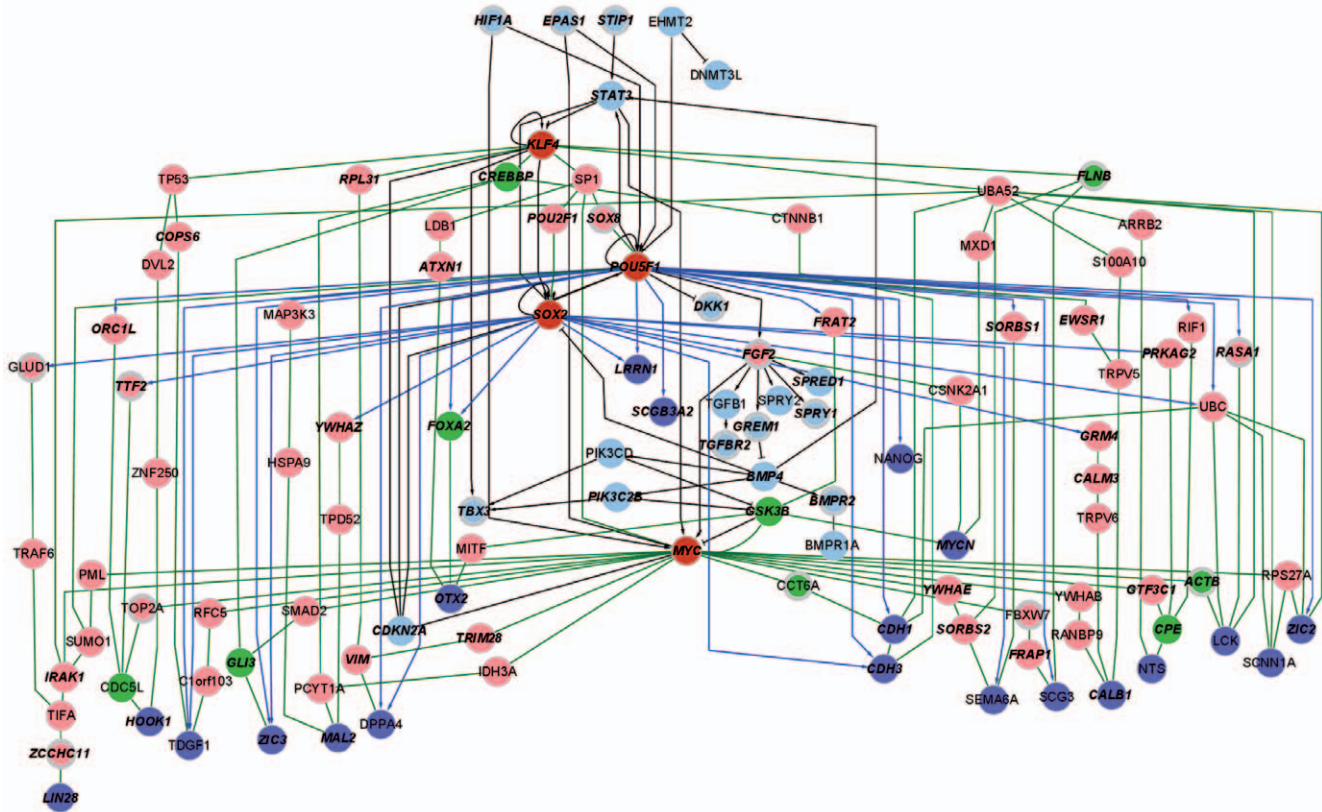 HIF1A
EPAS1
STIP1
EHMT2
DNMT3L
STAT3
KLF4
TP53
RPL31
CREBBP
SP1
UBA52
FLNB
COPS6
LDB1
POU2F1
SOX8
CTNNB1
MXD1
ARRB2
DVL2
ATXN1
POU5F1
S100A10
ORC1L
MAP3K3
SOX2
DKK1
FRAT2
SORBS1
EWSR1
RIF1
GLUD1
TTF2
LRRN1
FGF2
SPRED1
PRKAG2
RASA1
TRPV5
CSNK2A1
YWHAZ
FOXA2
SCGB3A2
TGFB1
SPRY2
SPRY1
UBC
GREM1
TGFBR2
GRM4
ZNF250
HSPA9
PIK3CD
BMP4
NANOG
CALM3
TPD52
TBX3
PIK3C2B
GSK3B
BMPR2
TRPV6
TRAF6
PML
MITF
MYC
BMPR1A
MYCN
TOP2A
RFC5
SMAD2
OTX2
CCT6A
YWHAE
YWHAB
GTF3C1
ACTB
RPS27A
SUMO1
CDKN2A
TRIM28
CDH1
SORBS2
FBXW7
RANBP9
CPE
LCK
ZIC2
IRAK1
CDC5L
GLI3
C1orf103
VIM
PCYT1A
IDH3A
CDH3
FRAP1
NTS
SCNN1A
TIFA
HOOK1
TDGF1
ZIC3
MAL2
DPPA4
SEMA6A
SCG3
CALB1
ZCCHC11
LIN28